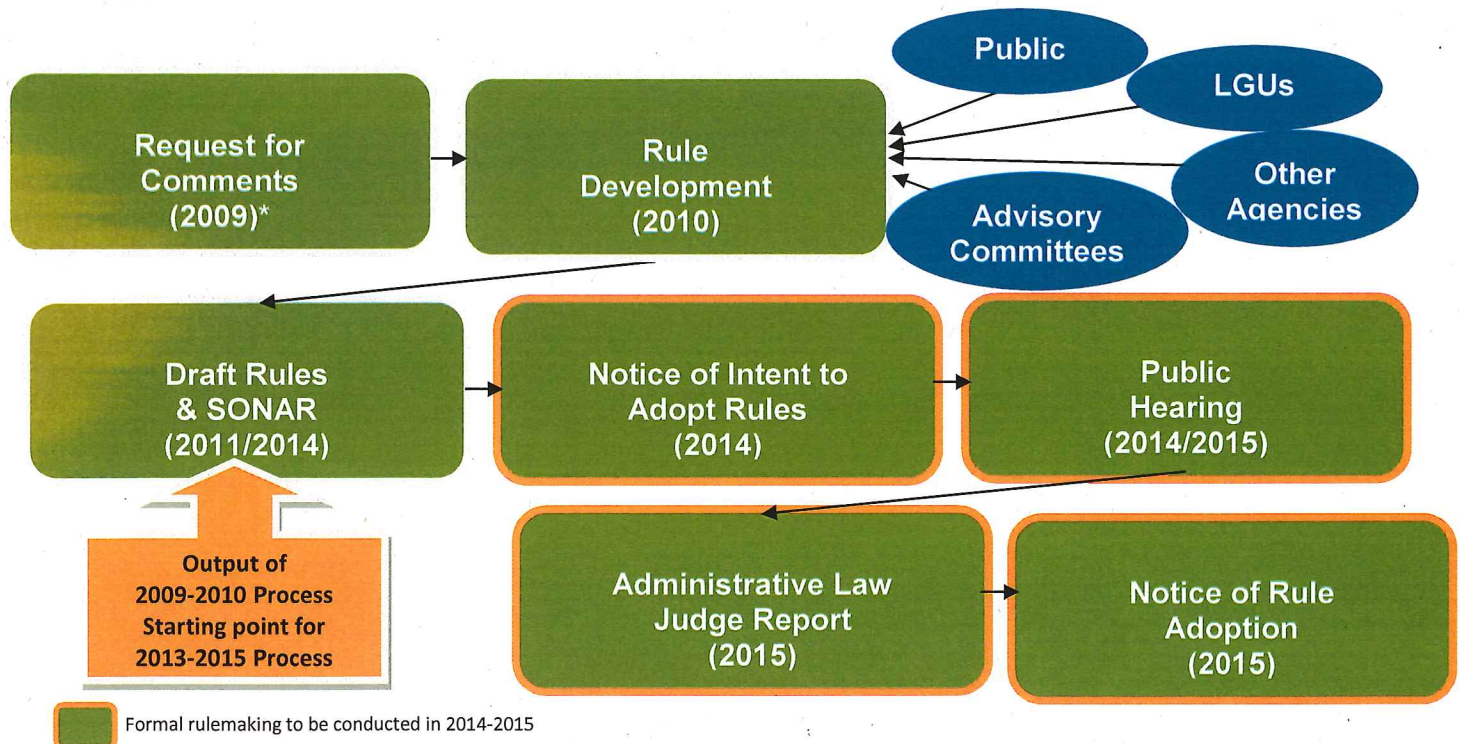 Request for
Comments
(2009)*
Rule
Development
(2010)
Public
LGUs
Other
Agencies
Advisory
Committees
Draft Rules
& SONAR
(2011/2014)
Notice of Intent to
Adopt Rules
(2014)
Public
Hearing
(2014/2015)
Output of
2009-2010 Process
Starting point for
2013-2015 Process
Administrative Law
Judge Report
(2015)
Notice of Rule
Adoption
(2015)
Formal rulemaking to be conducted in 2014-2015